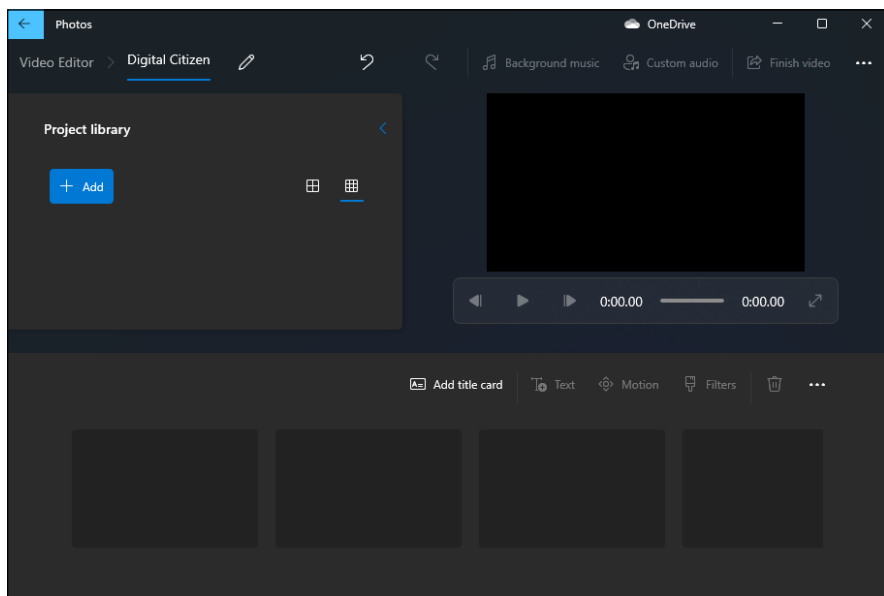 Photos OneDrive
Video Editor > Digital Citizen Background music Custom audio Finish video
Project library
+ Add
0:00.00 0:00.00
Add title card Text Motion Filters